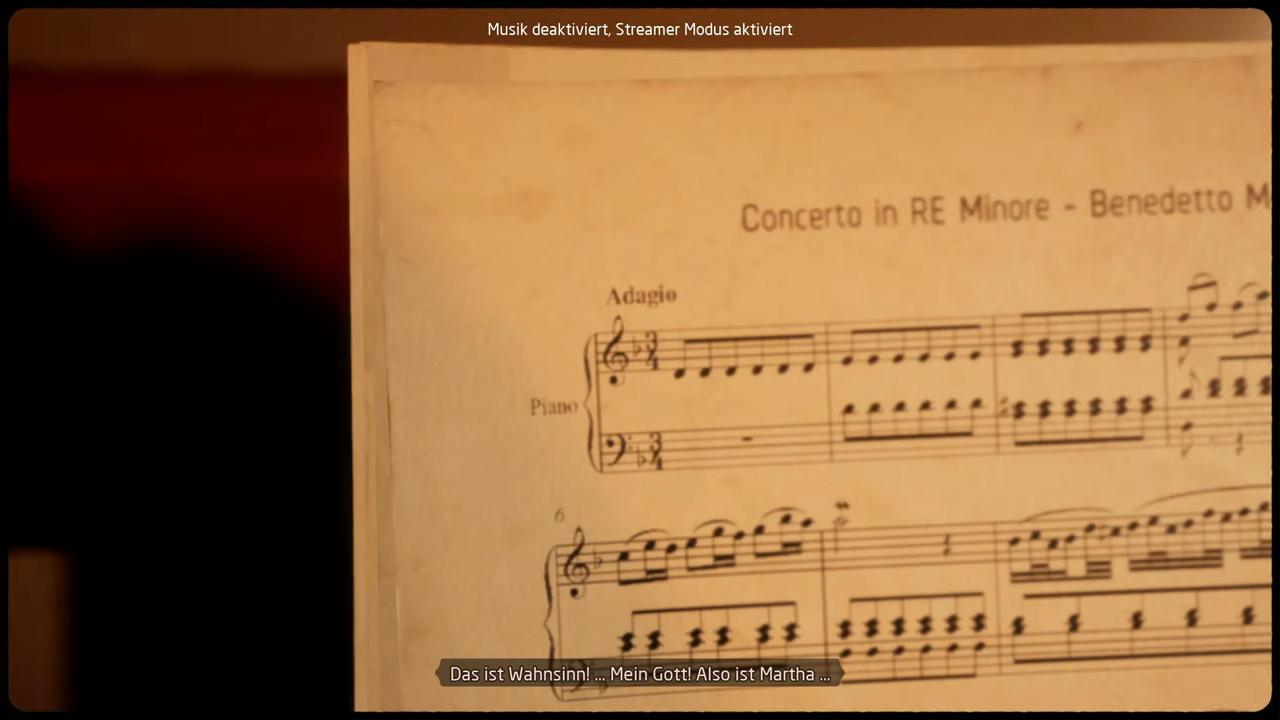 Musik deaktiviert, Streamer Modus aktiviert
Concerto in RE Minore - Benedetto M
Adagio
Piano
6
Das ist Wahnsinn! ... Mein Gott! Also ist Martha ...